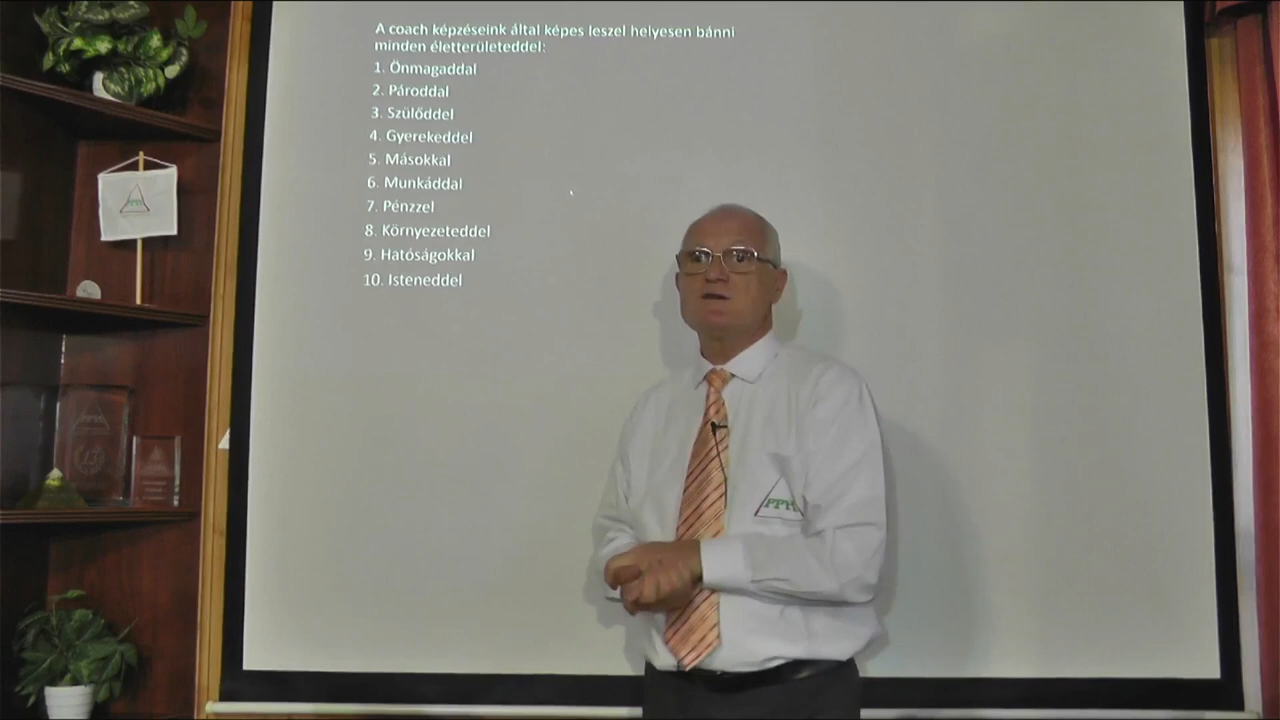 A coach képzéseink által képes leszel helyesen bánni
minden életterületeddel:
1. Önmagaddal
2. Pároddal
3. Szülőddel
4. Gyerekeddel
5. Másokkal
6. Munkáddal
7. Pénzzel
8. Környezeteddel
9. Hatóságokkal
10. Isteneddel
13